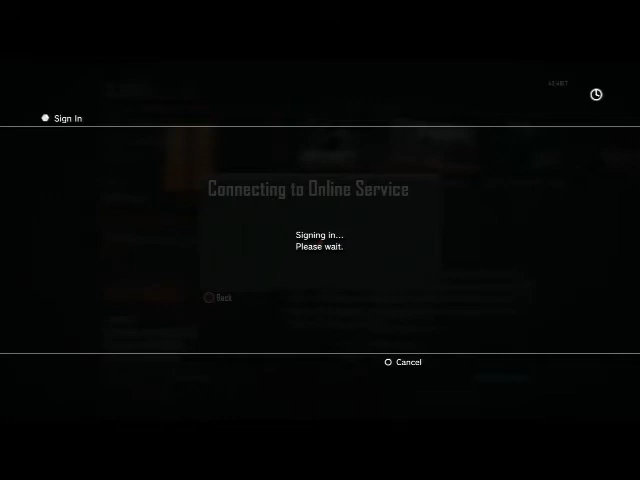 Sign In
Connecting to Online Service
Signing in...
Please wait.
Back
Cancel